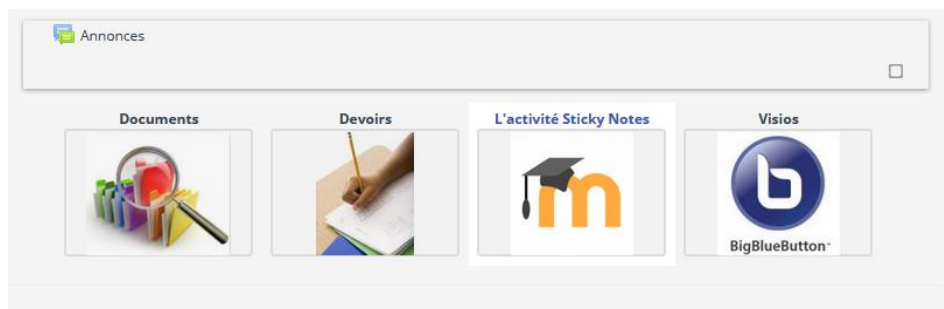 Annonces
Documents
Devoirs
L'activité Sticky Notes
Visios
m
b
BigBlueButton